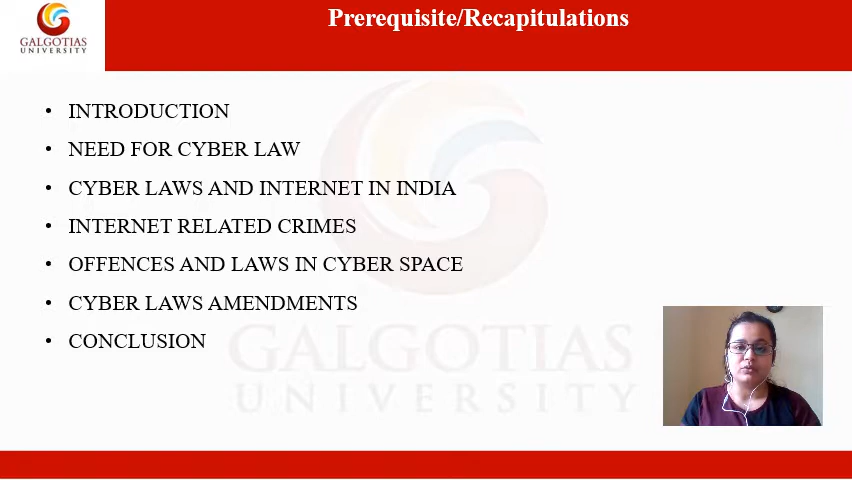 Prerequisite/Recapitulations
GALGOTIAS
UNIVERSITY
• INTRODUCTION
• NEED FOR CYBER LAW
• CYBER LAWS AND INTERNET IN INDIA
• INTERNET RELATED CRIMES
• OFFENCES AND LAWS IN CYBER SPACE
• CYBER LAWS AMENDMENTS
• CONCLUSION
GALGOTIAS
UNIVERSITY